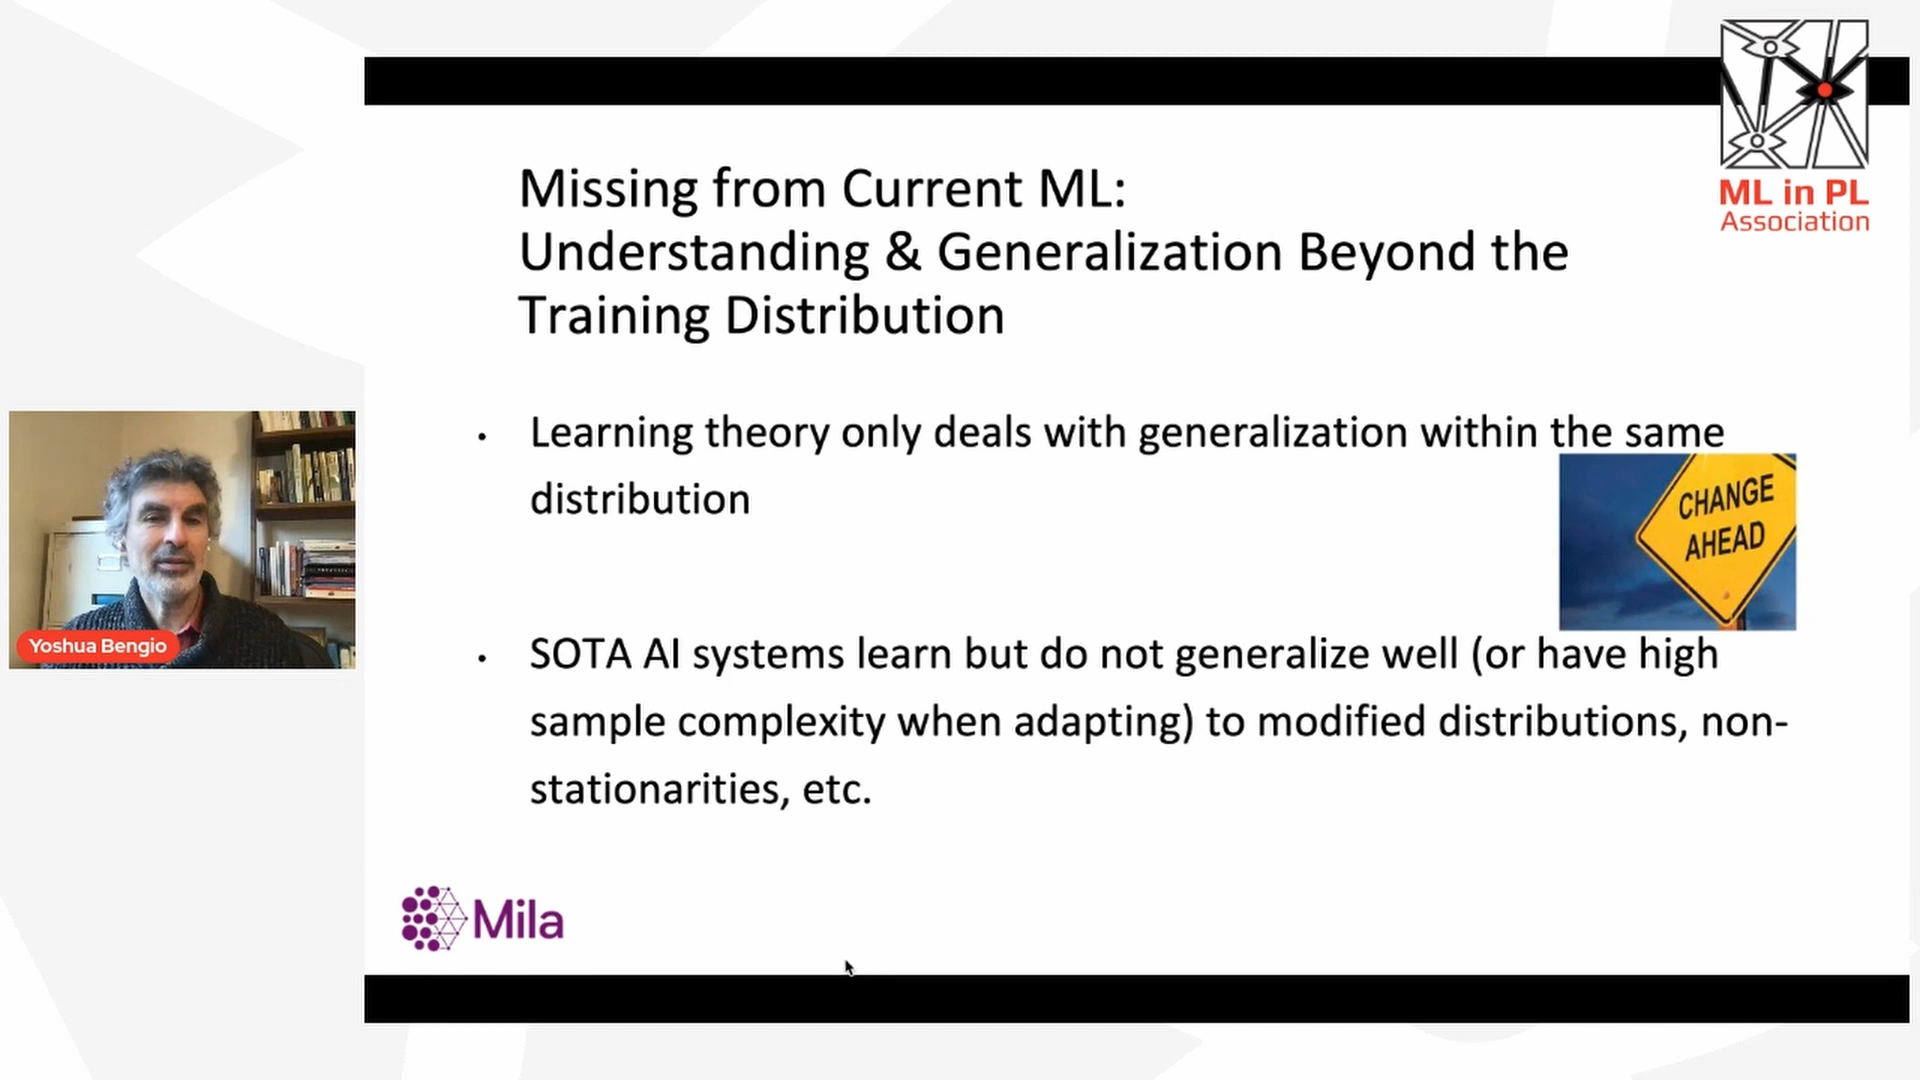 ML in PL
Association
Missing from Current ML:
Understanding & Generalization Beyond the
Training Distribution
Learning theory only deals with generalization within the same
distribution
CHANGE
AHEAD
SOTA AI systems learn but do not generalize well (or have high
sample complexity when adapting) to modified distributions, non-
stationarities, etc.
Yoshua Bengio
Mila